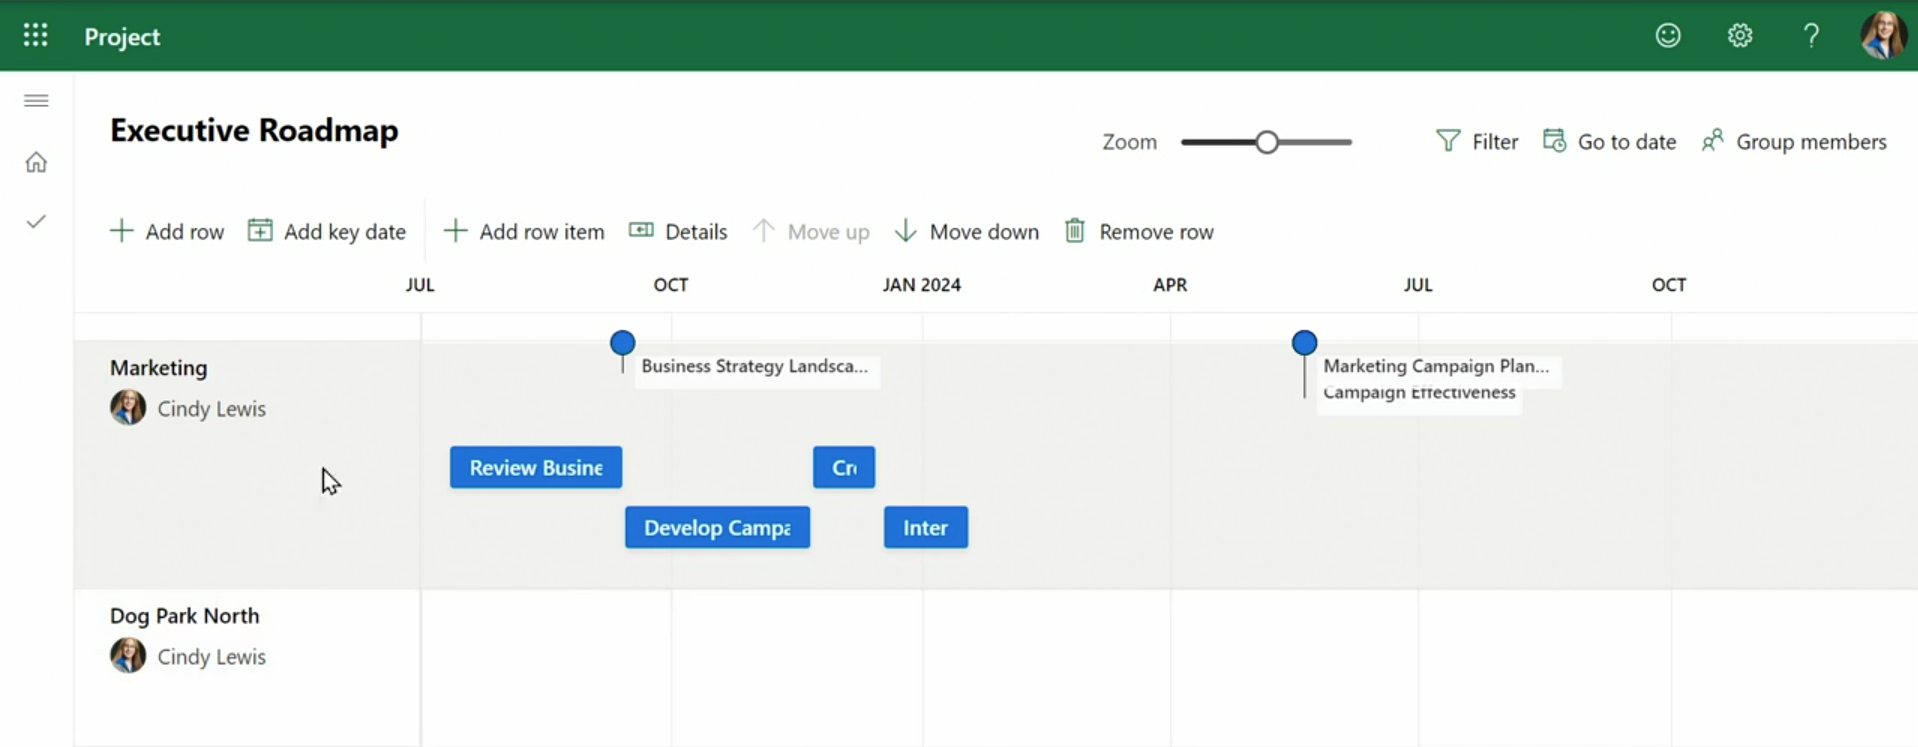 Project
Executive Roadmap
Zoom
Filter
Go to date
Group members
Add row
Add key date
Add row item
Details
Move up
Move down
Remove row
JUL
OCT
JAN 2024
APR
JUL
OCT
Marketing
Cindy Lewis
Business Strategy Landsca...
Marketing Campaign Plan...
Campaign Effectiveness
Review Busine
Cr
Develop Campa
Inter
Dog Park North
Cindy Lewis